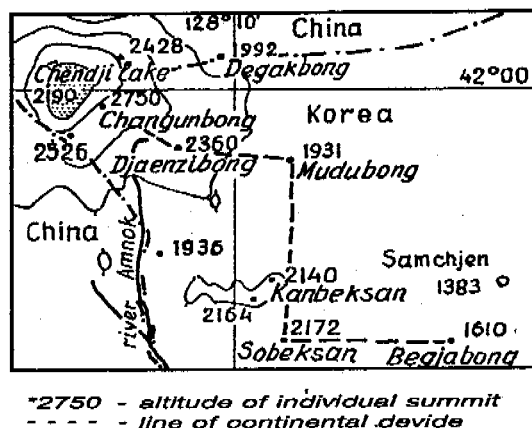 128°10' China
2428 992
Chendji Lake Degakbong
42°00
2190 2750
Changunbong Korea
2526 2360 1931
Djaenzibong Mudubong
China
1936
Amnok
river
Samchjen
2140 1383
Kanbeksan
2164
2172 1610
Sobeksan Begjabong
*2750 - altitude of individual summit
- - - - - line of continental devide